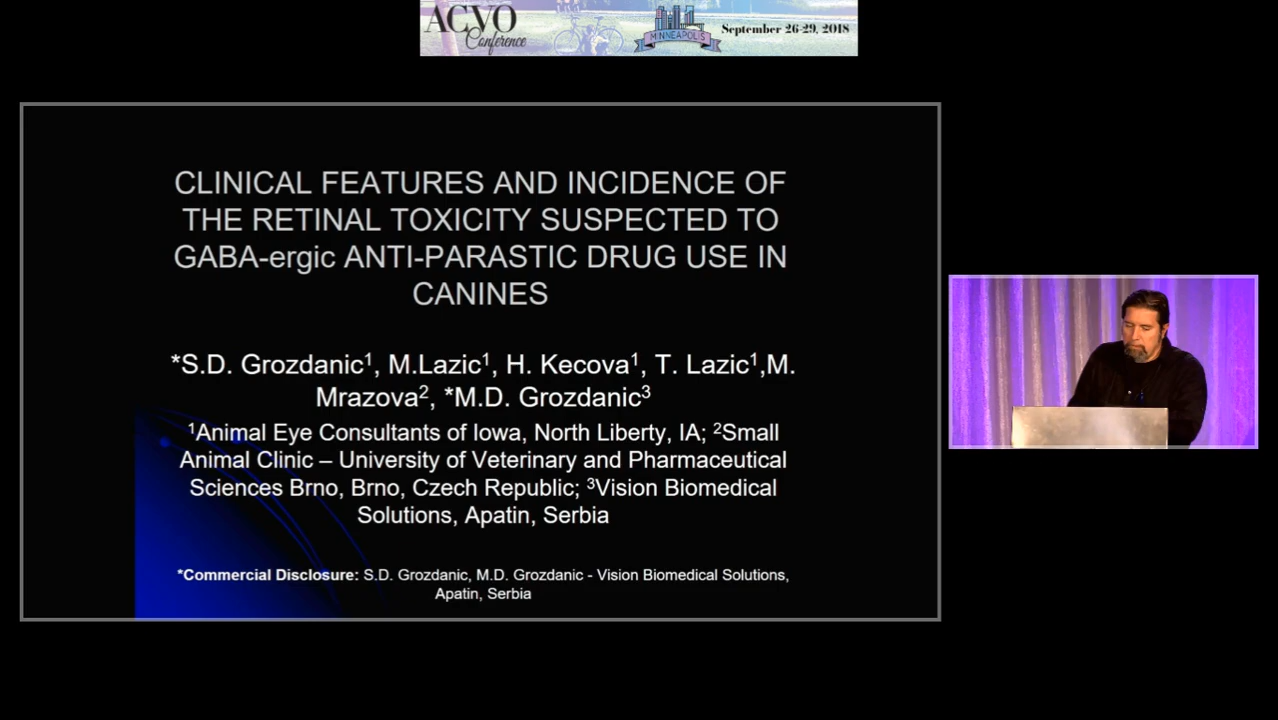 ACVO
Conference
MINNEAPOLIS
September 26-29, 2018
CLINICAL FEATURES AND INCIDENCE OF
THE RETINAL TOXICITY SUSPECTED TO
GABA-ergic ANTI-PARASTIC DRUG USE IN
CANINES
*S.D. Grozdanic¹, M.Lazic¹, H. Kecova¹, T. Lazic¹,M.
Mrazova², *M.D. Grozdanic³
¹Animal Eye Consultants of Iowa, North Liberty, IA; ²Small
Animal Clinic – University of Veterinary and Pharmaceutical
Sciences Brno, Brno, Czech Republic; ³Vision Biomedical
Solutions, Apatin, Serbia
*Commercial Disclosure: S.D. Grozdanic, M.D. Grozdanic - Vision Biomedical Solutions,
Apatin, Serbia